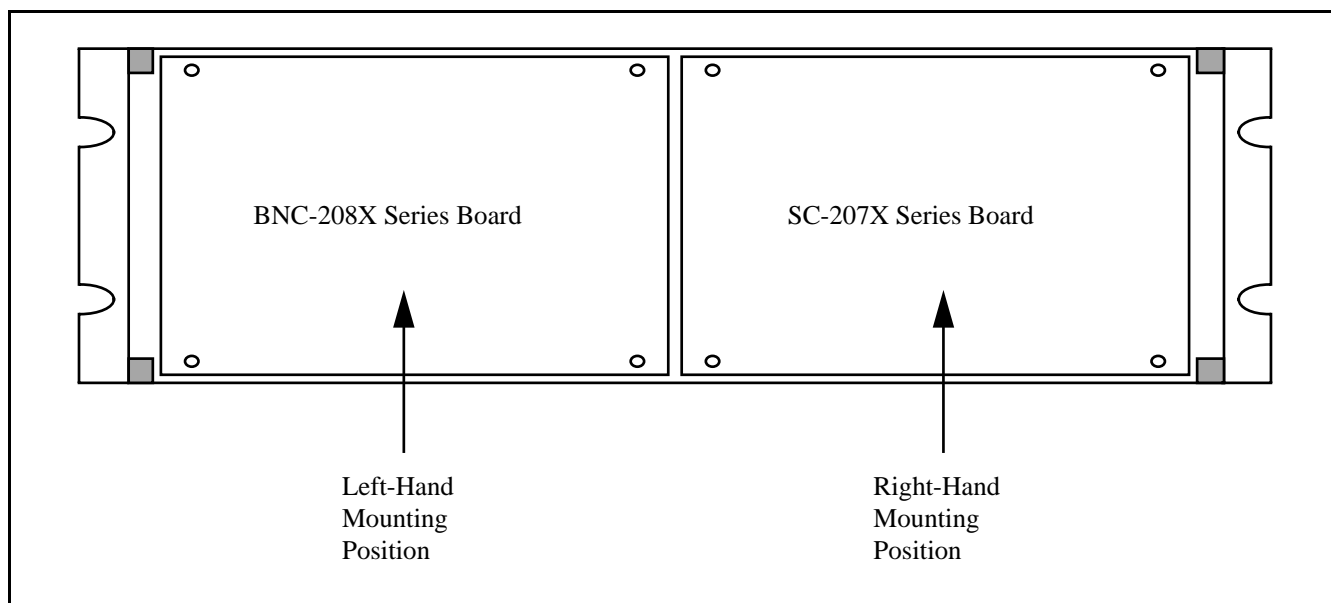 BNC-208X Series Board
SC-207X Series Board
Left-Hand
Mounting
Position
Right-Hand
Mounting
Position